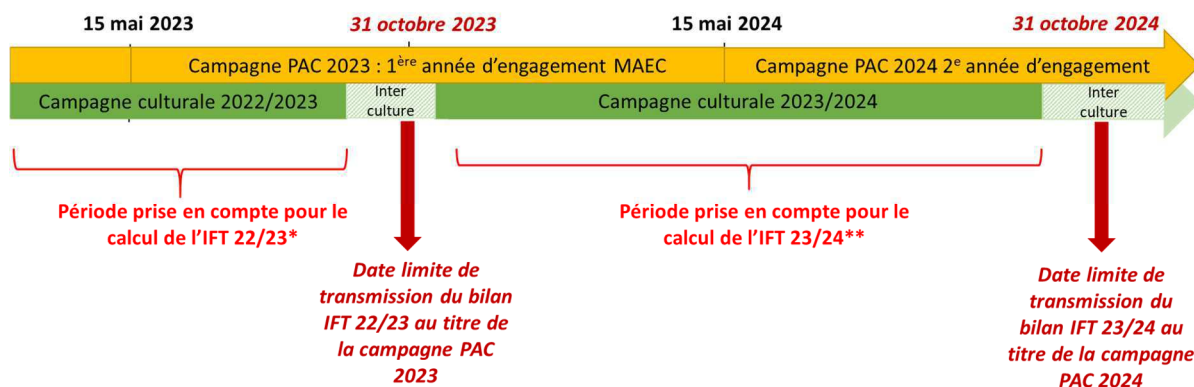 15 mai 2023
31 octobre 2023
15 mai 2024
31 octobre 2024
Campagne PAC 2023 : 1ère année d’engagement MAEC
Campagne PAC 2024 2e année d’engagement
Campagne culturale 2022/2023
Inter
culture
Campagne culturale 2023/2024
Inter
culture
Période prise en compte pour le
calcul de l’IFT 22/23*
Période prise en compte pour le
calcul de l’IFT 23/24**
Date limite de
transmission du bilan
IFT 22/23 au titre de
la campagne PAC
2023
Date limite de
transmission du
bilan IFT 23/24 au
titre de la campagne
PAC 2024